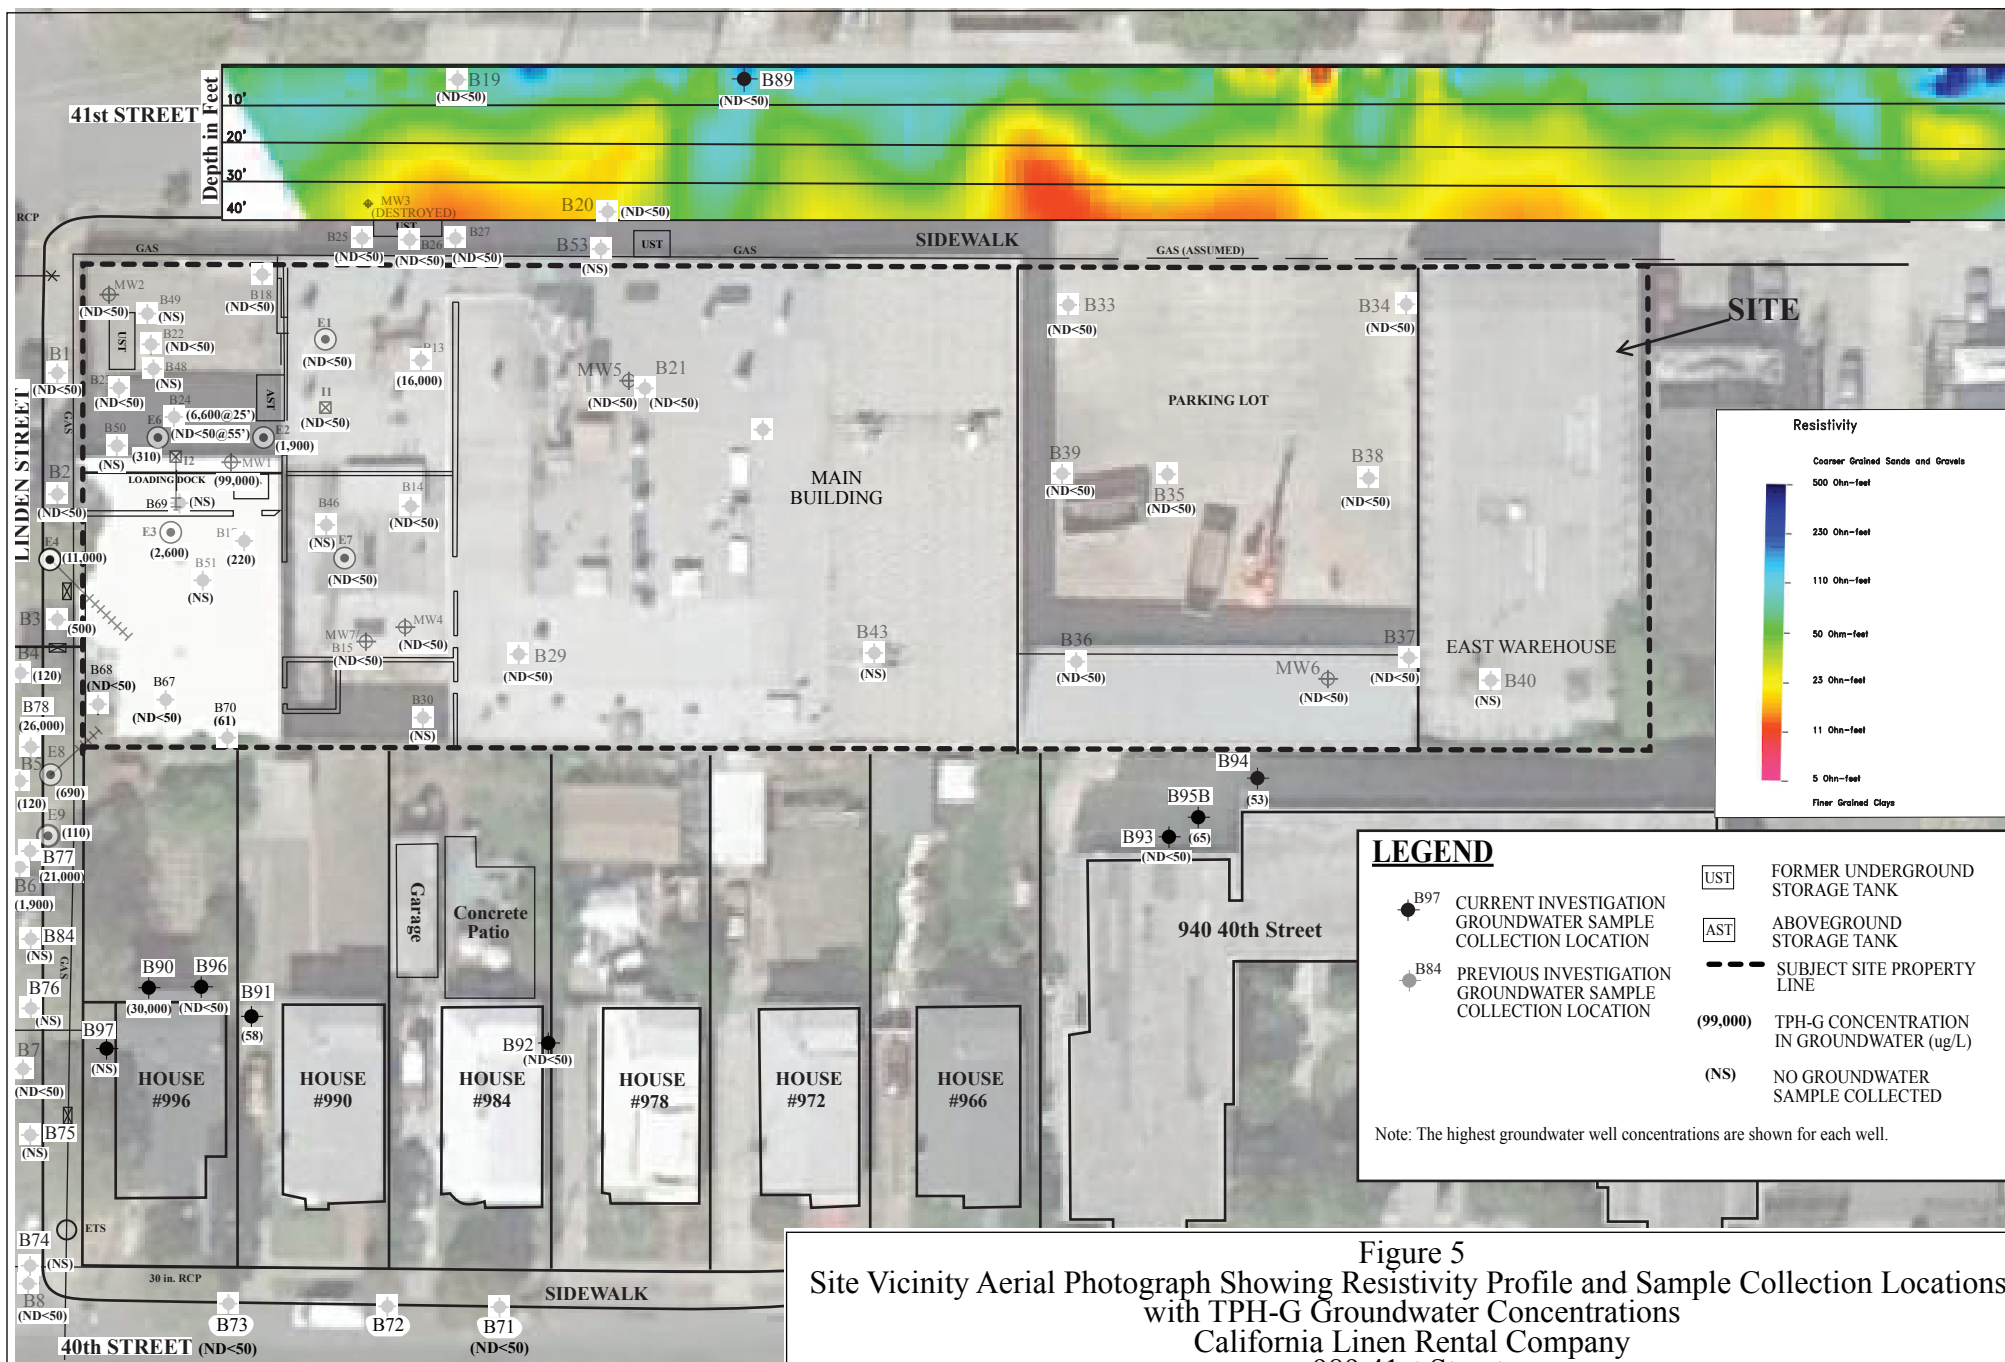 B19
(ND<50)
B89
(ND<50)
41st STREET
Depth in Feet
10'
20'
30'
40'
MW3
(DESTROYED)
UST
B20
(ND<50)
RCP
GAS
B25
(ND<50)
B26
(ND<50)
B27
(ND<50)
B53
(NS)
UST
GAS
SIDEWALK
GAS (ASSUMED)
MW2
(ND<50)
B49
(NS)
B18
(ND<50)
UST
B22
(ND<50)
B48
(NS)
E1
(ND<50)
B13
(16,000)
B1
(ND<50)
(ND<50)
AST
I1
(ND<50)
B24
(6,600@25')
(ND<50@55')
E6
(310)
E2
(1,900)
B50
(NS)
I2
MW1
(99,000)
LINDEN STREET
GAS
B2
(ND<50)
LOADING DOCK
B69
(NS)
B14
(ND<50)
B46
(NS)
E3
(2,600)
(220)
E4
(11,000)
E7
(ND<50)
B51
(NS)
B3
(500)
MW4
(ND<50)
MW7/
B15
(ND<50)
B4
(120)
B68
(ND<50)
B67
(ND<50)
B70
(61)
B30
(NS)
B29
(ND<50)
MW5
(ND<50)
B21
(ND<50)
MAIN
BUILDING
B43
(NS)
B33
(ND<50)
B34
(ND<50)
SITE
PARKING LOT
B39
(ND<50)
B35
(ND<50)
B38
(ND<50)
B36
(ND<50)
B37
(ND<50)
MW6
(ND<50)
EAST WAREHOUSE
B40
(NS)
Resistivity
Coarser Grained Sands and Gravels
500 Ohn-feet
230 Ohn-feet
110 Ohn-feet
50 Ohm-feet
23 Ohn-feet
11 Ohn-feet
5 Ohn-feet
Finer Grained Clays
B78
(26,000)
E8
B5
(690)
(120)
E9
(110)
B77
(21,000)
B6
(1,900)
B84
(NS)
GAS
B76
(NS)
B7
(ND<50)
B75
(NS)
ETS
B74
(NS)
B8
(ND<50)
30 in. RCP
40th STREET
B73
(ND<50)
B72
B71
(ND<50)
SIDEWALK
B90
(30,000)
B96
(ND<50)
B91
(58)
B97
(NS)
B92
(ND<50)
Garage
Concrete
Patio
HOUSE
#996
HOUSE
#990
HOUSE
#984
HOUSE
#978
HOUSE
#972
HOUSE
#966
B94
(53)
B95B
(65)
B93
(ND<50)
940 40th Street
LEGEND
B97
CURRENT INVESTIGATION
GROUNDWATER SAMPLE
COLLECTION LOCATION
B84
PREVIOUS INVESTIGATION
GROUNDWATER SAMPLE
COLLECTION LOCATION
UST
FORMER UNDERGROUND
STORAGE TANK
AST
ABOVEGROUND
STORAGE TANK
SUBJECT SITE PROPERTY
LINE
(99,000)
TPH-G CONCENTRATION
IN GROUNDWATER (ug/L)
(NS)
NO GROUNDWATER
SAMPLE COLLECTED
Note: The highest groundwater well concentrations are shown for each well.
Figure 5
Site Vicinity Aerial Photograph Showing Resistivity Profile and Sample Collection Locations
with TPH-G Groundwater Concentrations
California Linen Rental Company